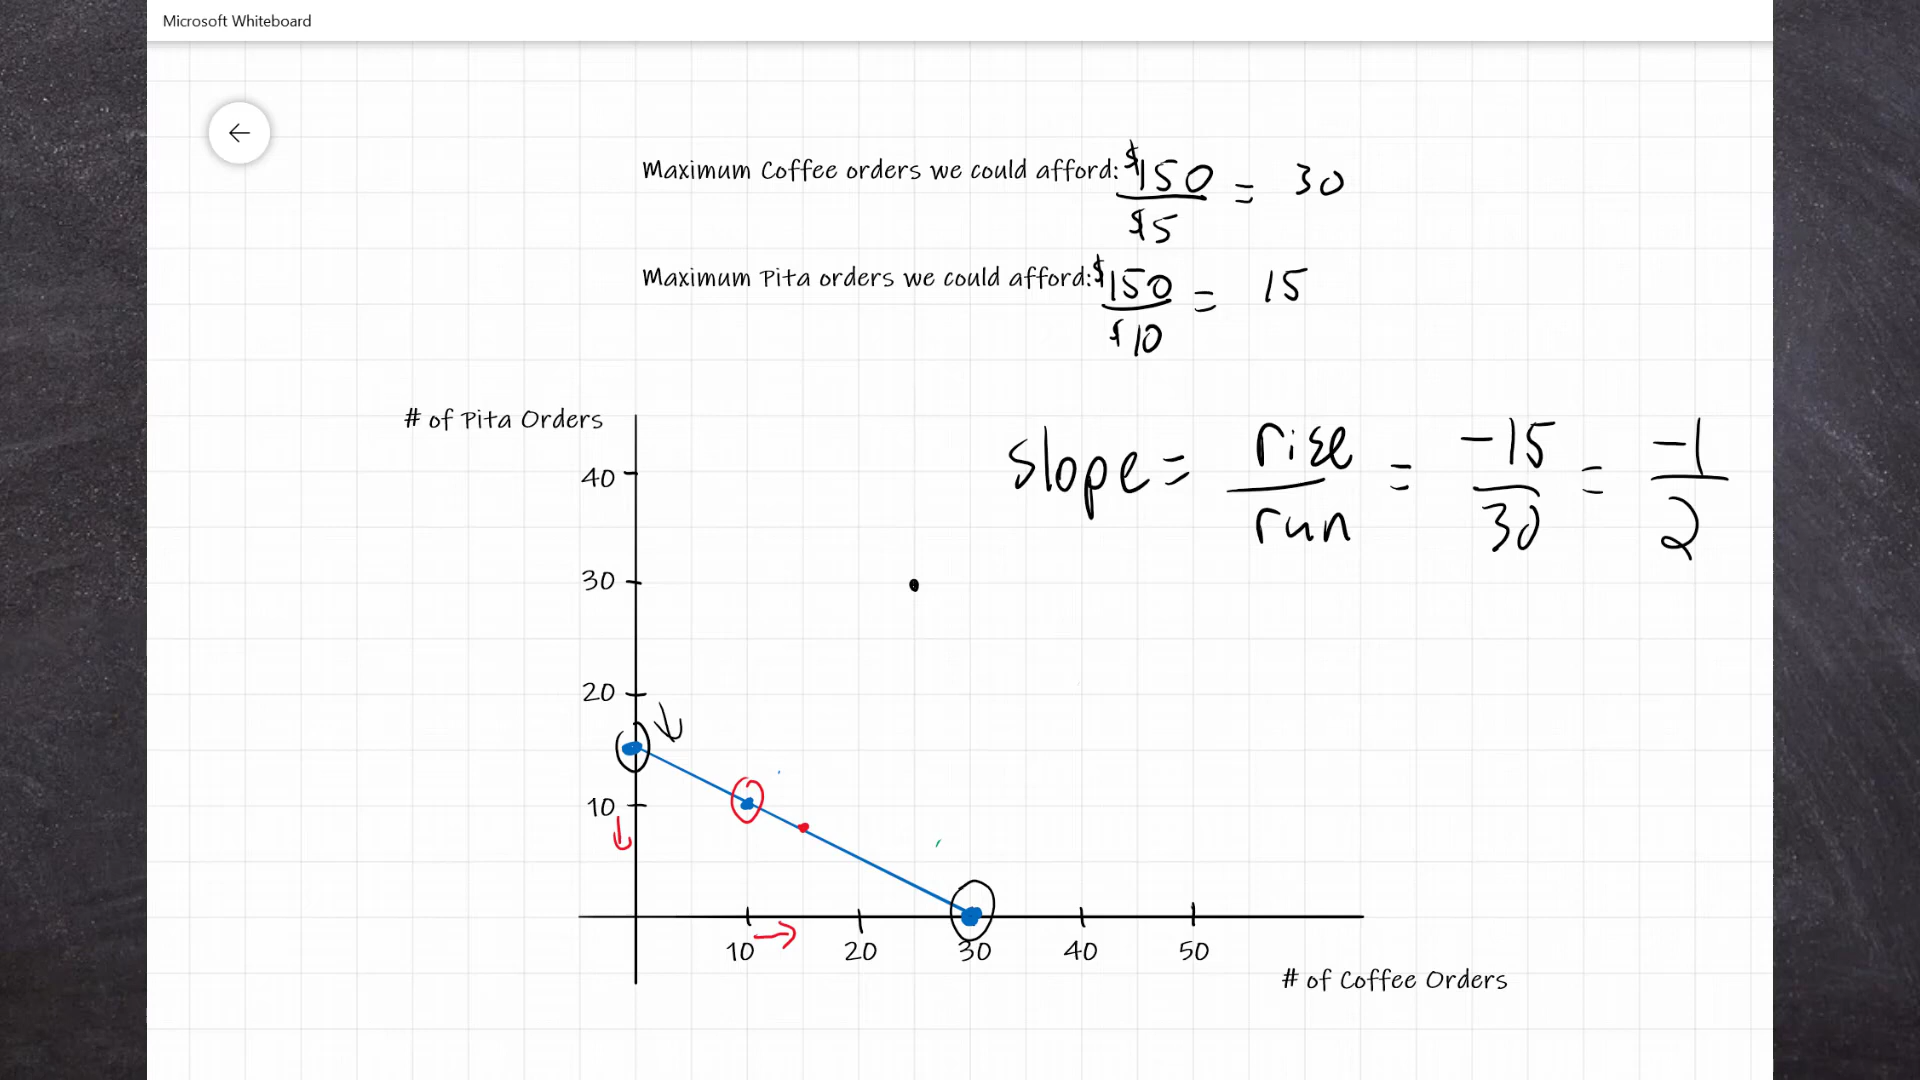 Microsoft Whiteboard
Maximum Coffee orders we could afford: $150 / $5 = 30
Maximum Pita orders we could afford: $150 / $10 = 15
# of Pita Orders
slope = rise / run = -15 / 30 = -1 / 2
40
30
20
10
10 20 30 40 50
# of Coffee Orders